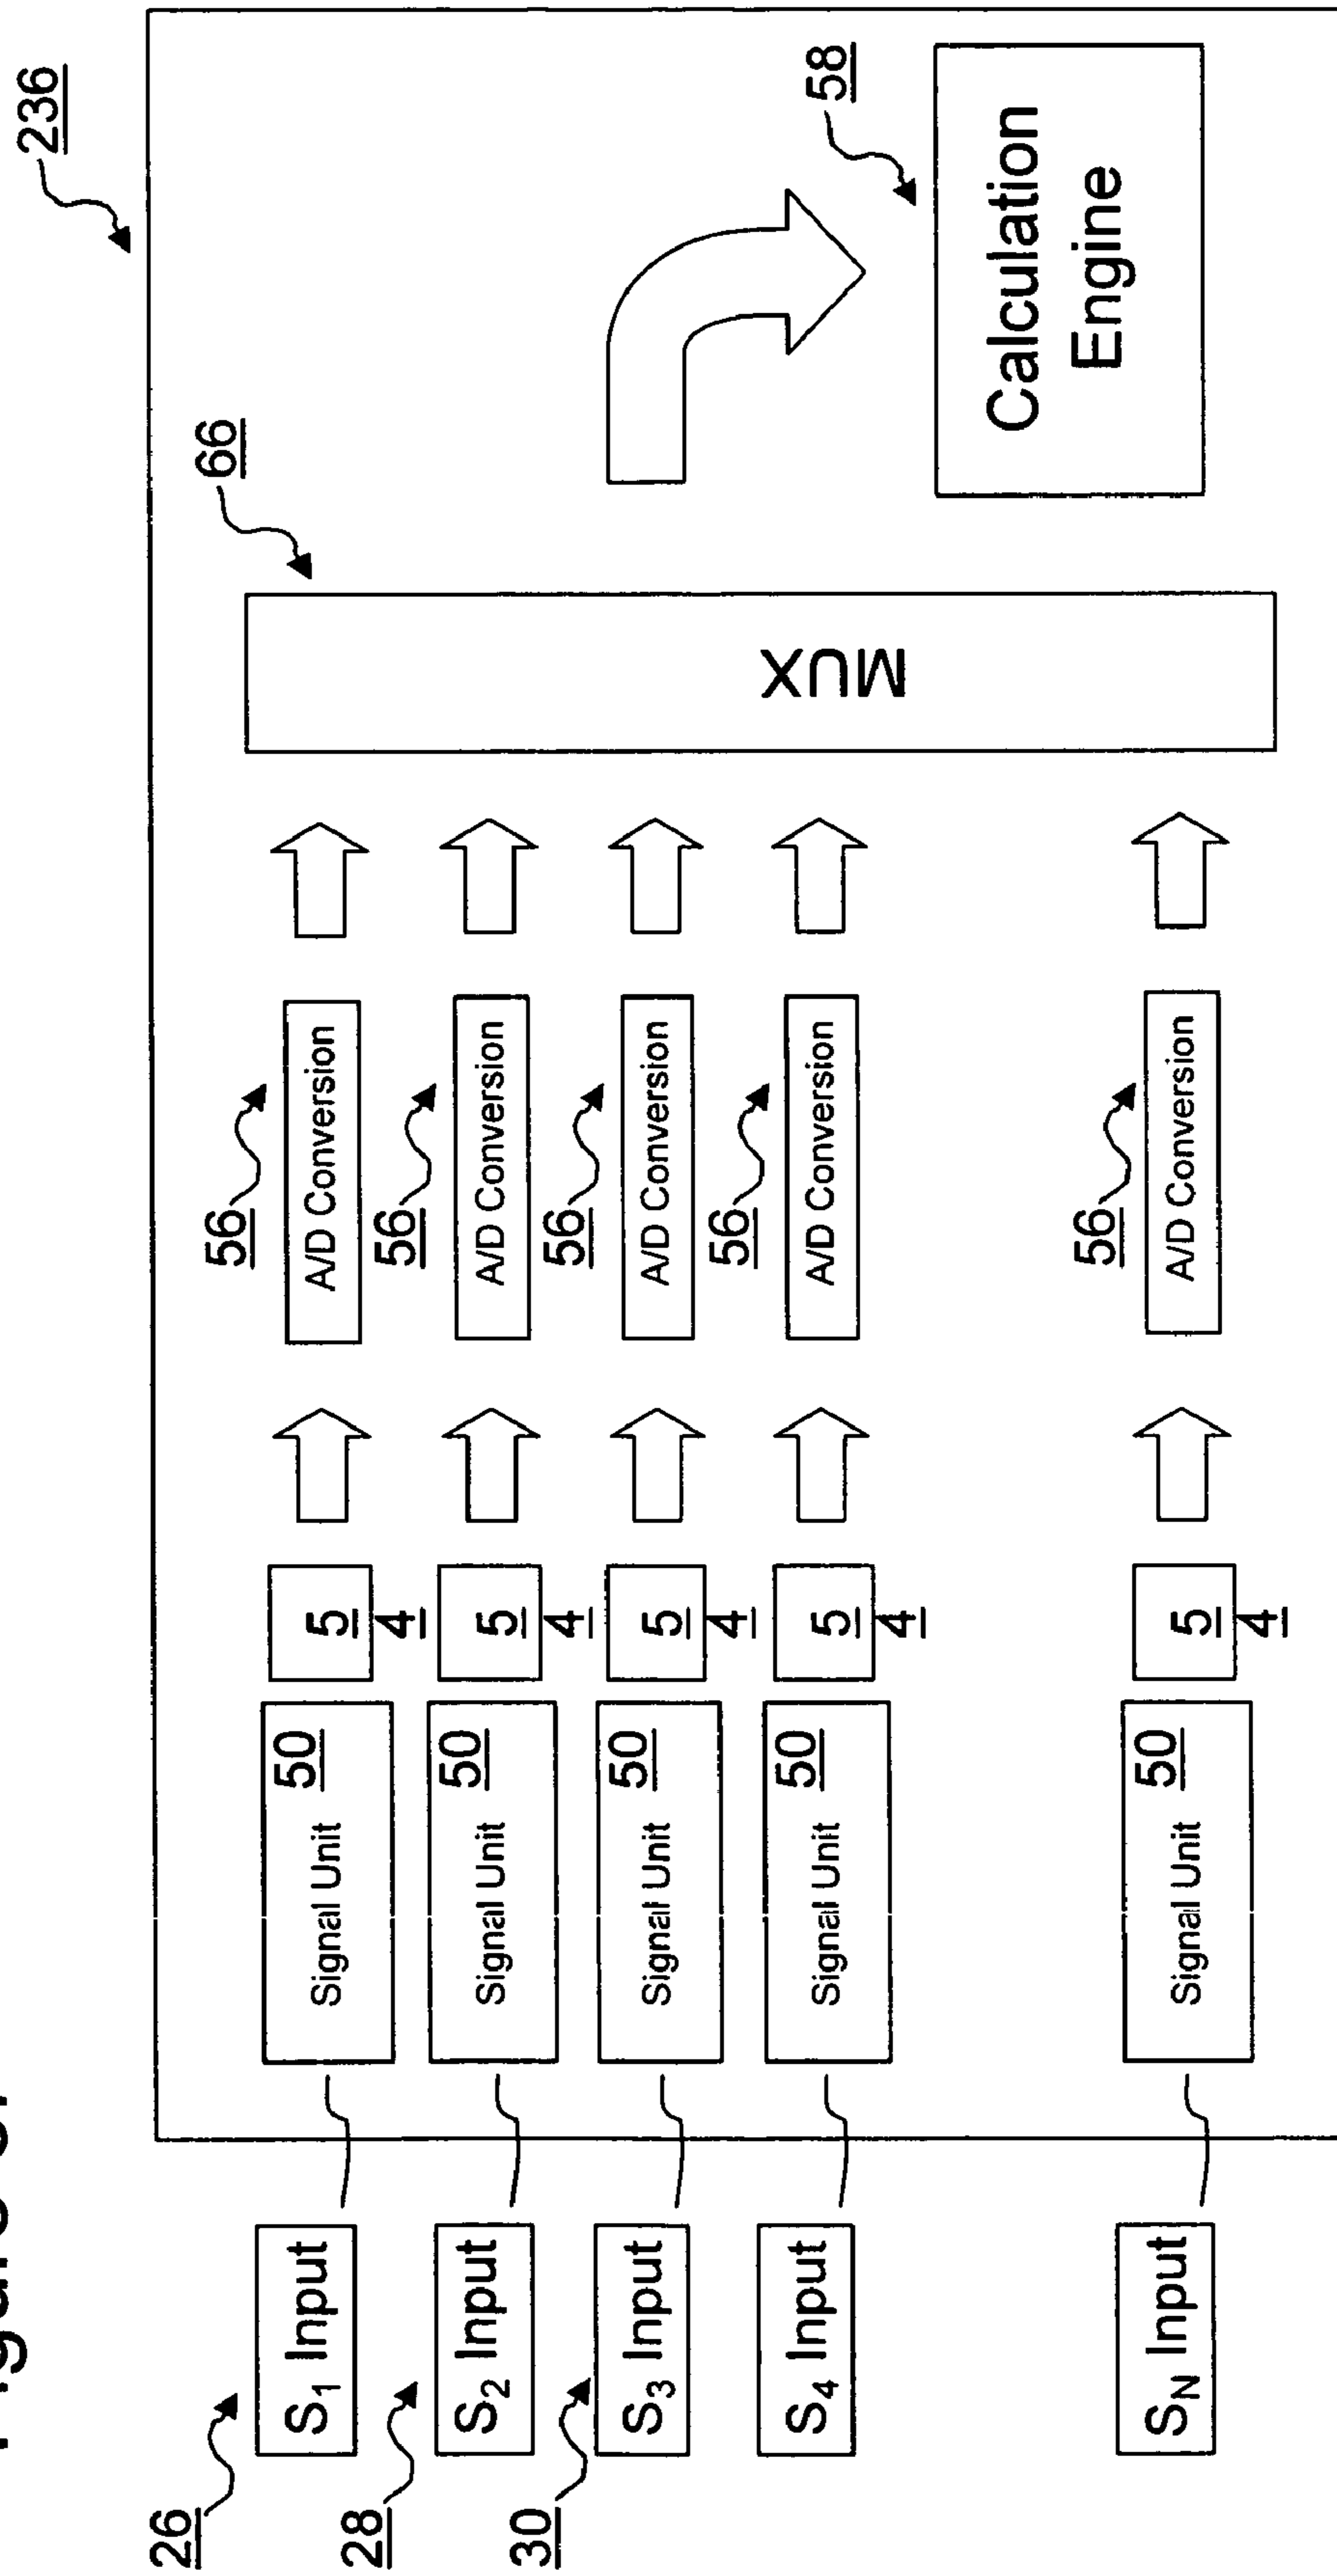 236
66
58
Calculation
Engine
MUX
56
A/D Conversion
56
A/D Conversion
56
A/D Conversion
56
A/D Conversion
56
A/D Conversion
5
4
5
4
5
4
5
4
5
4
Signal Unit
50
Signal Unit
50
Signal Unit
50
Signal Unit
50
Signal Unit
50
26
S1 Input
28
S2 Input
30
S3 Input
S4 Input
SN Input